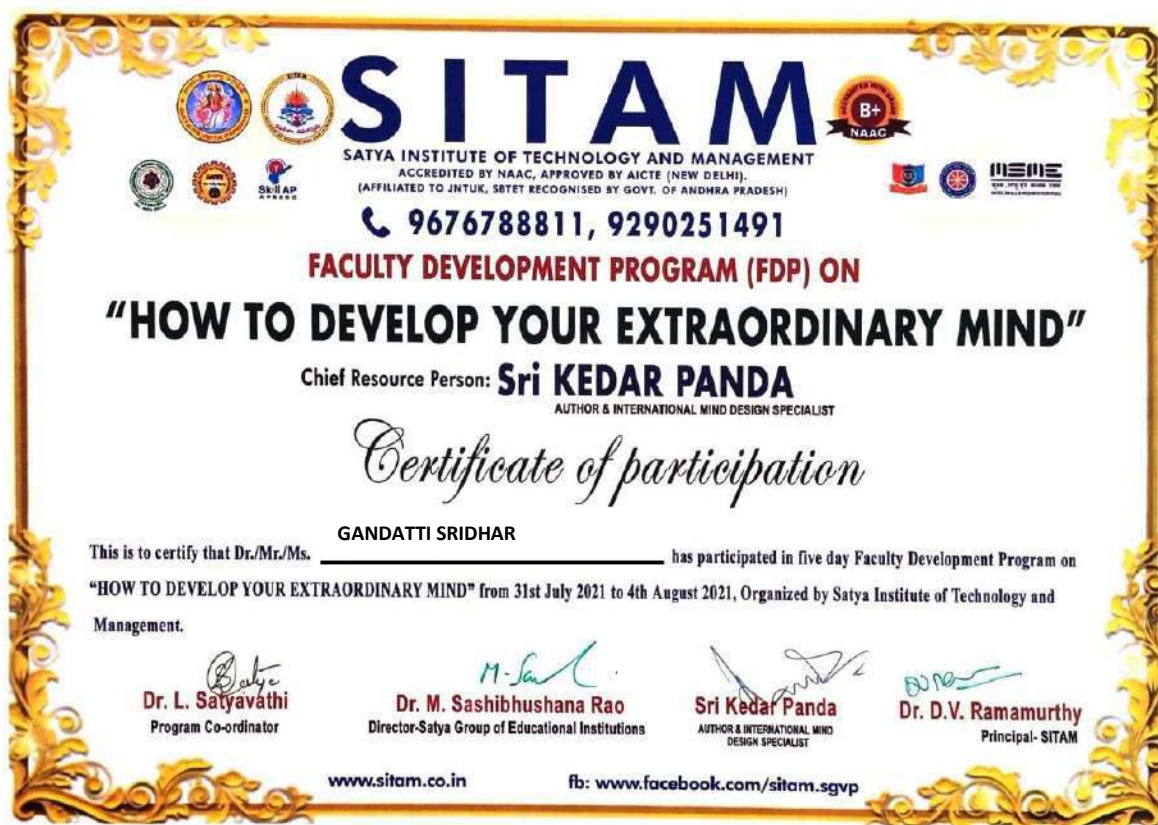 SITAM
ACCREDITED WITH GRADE
B+
NAAC
SITAM
SATYA INSTITUTE OF TECHNOLOGY AND MANAGEMENT
ACCREDITED BY NAAC, APPROVED BY AICTE (NEW DELHI).
(AFFILIATED TO JNTUK, SBTET RECOGNISED BY GOVT. OF ANDHRA PRADESH)
Skill AP
APSSDC
MSME
9676788811, 9290251491
FACULTY DEVELOPMENT PROGRAM (FDP) ON
"HOW TO DEVELOP YOUR EXTRAORDINARY MIND"
Chief Resource Person: Sri KEDAR PANDA
AUTHOR & INTERNATIONAL MIND DESIGN SPECIALIST
Certificate of participation
GANDATTI SRIDHAR
This is to certify that Dr./Mr./Ms. has participated in five day Faculty Development Program on
"HOW TO DEVELOP YOUR EXTRAORDINARY MIND" from 31st July 2021 to 4th August 2021, Organized by Satya Institute of Technology and
Management.
Dr. L. Satyavathi
Program Co-ordinator
Dr. M. Sashibhushana Rao
Director-Satya Group of Educational Institutions
Sri Kedar Panda
AUTHOR & INTERNATIONAL MIND
DESIGN SPECIALIST
Dr. D.V. Ramamurthy
Principal- SITAM
www.sitam.co.in
fb: www.facebook.com/sitam.sgvp